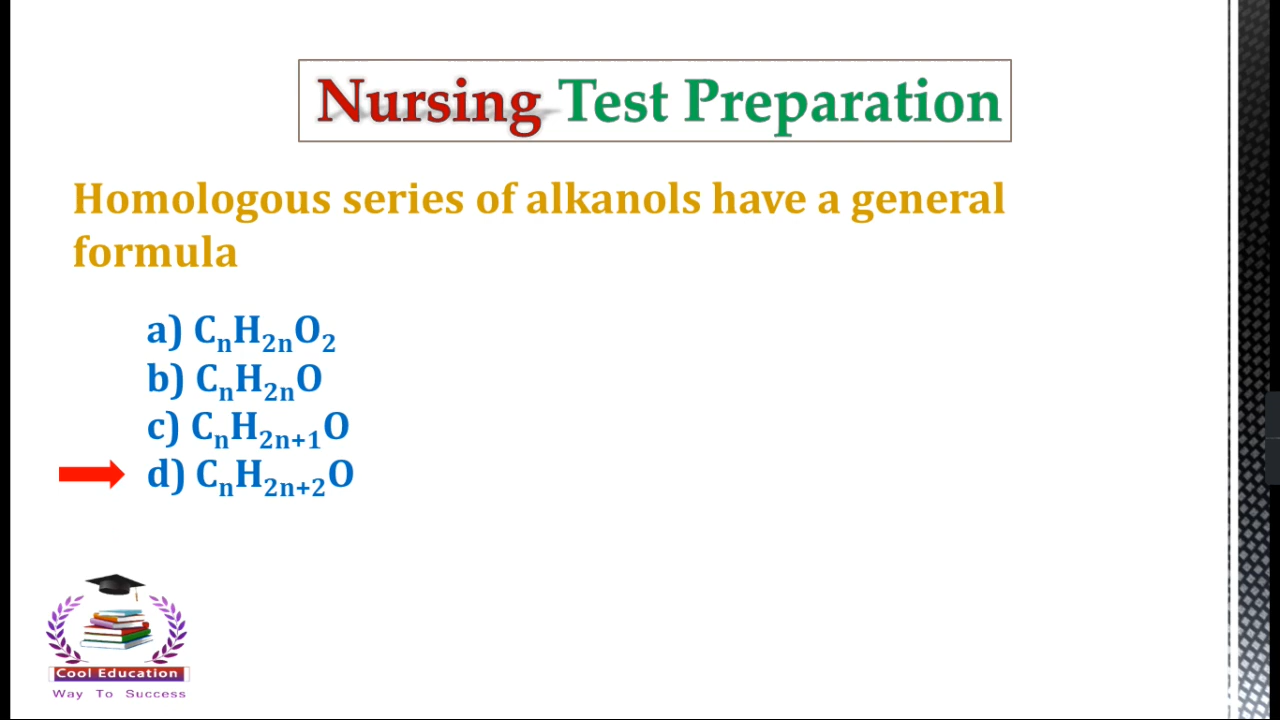 Nursing Test Preparation
Homologous series of alkanols have a general
formula
a) CₙH₂ₙO₂
b) CₙH₂ₙO
c) CₙH₂ₙ₊₁O
d) CₙH₂ₙ₊₂O
Cool Education
Way To Success